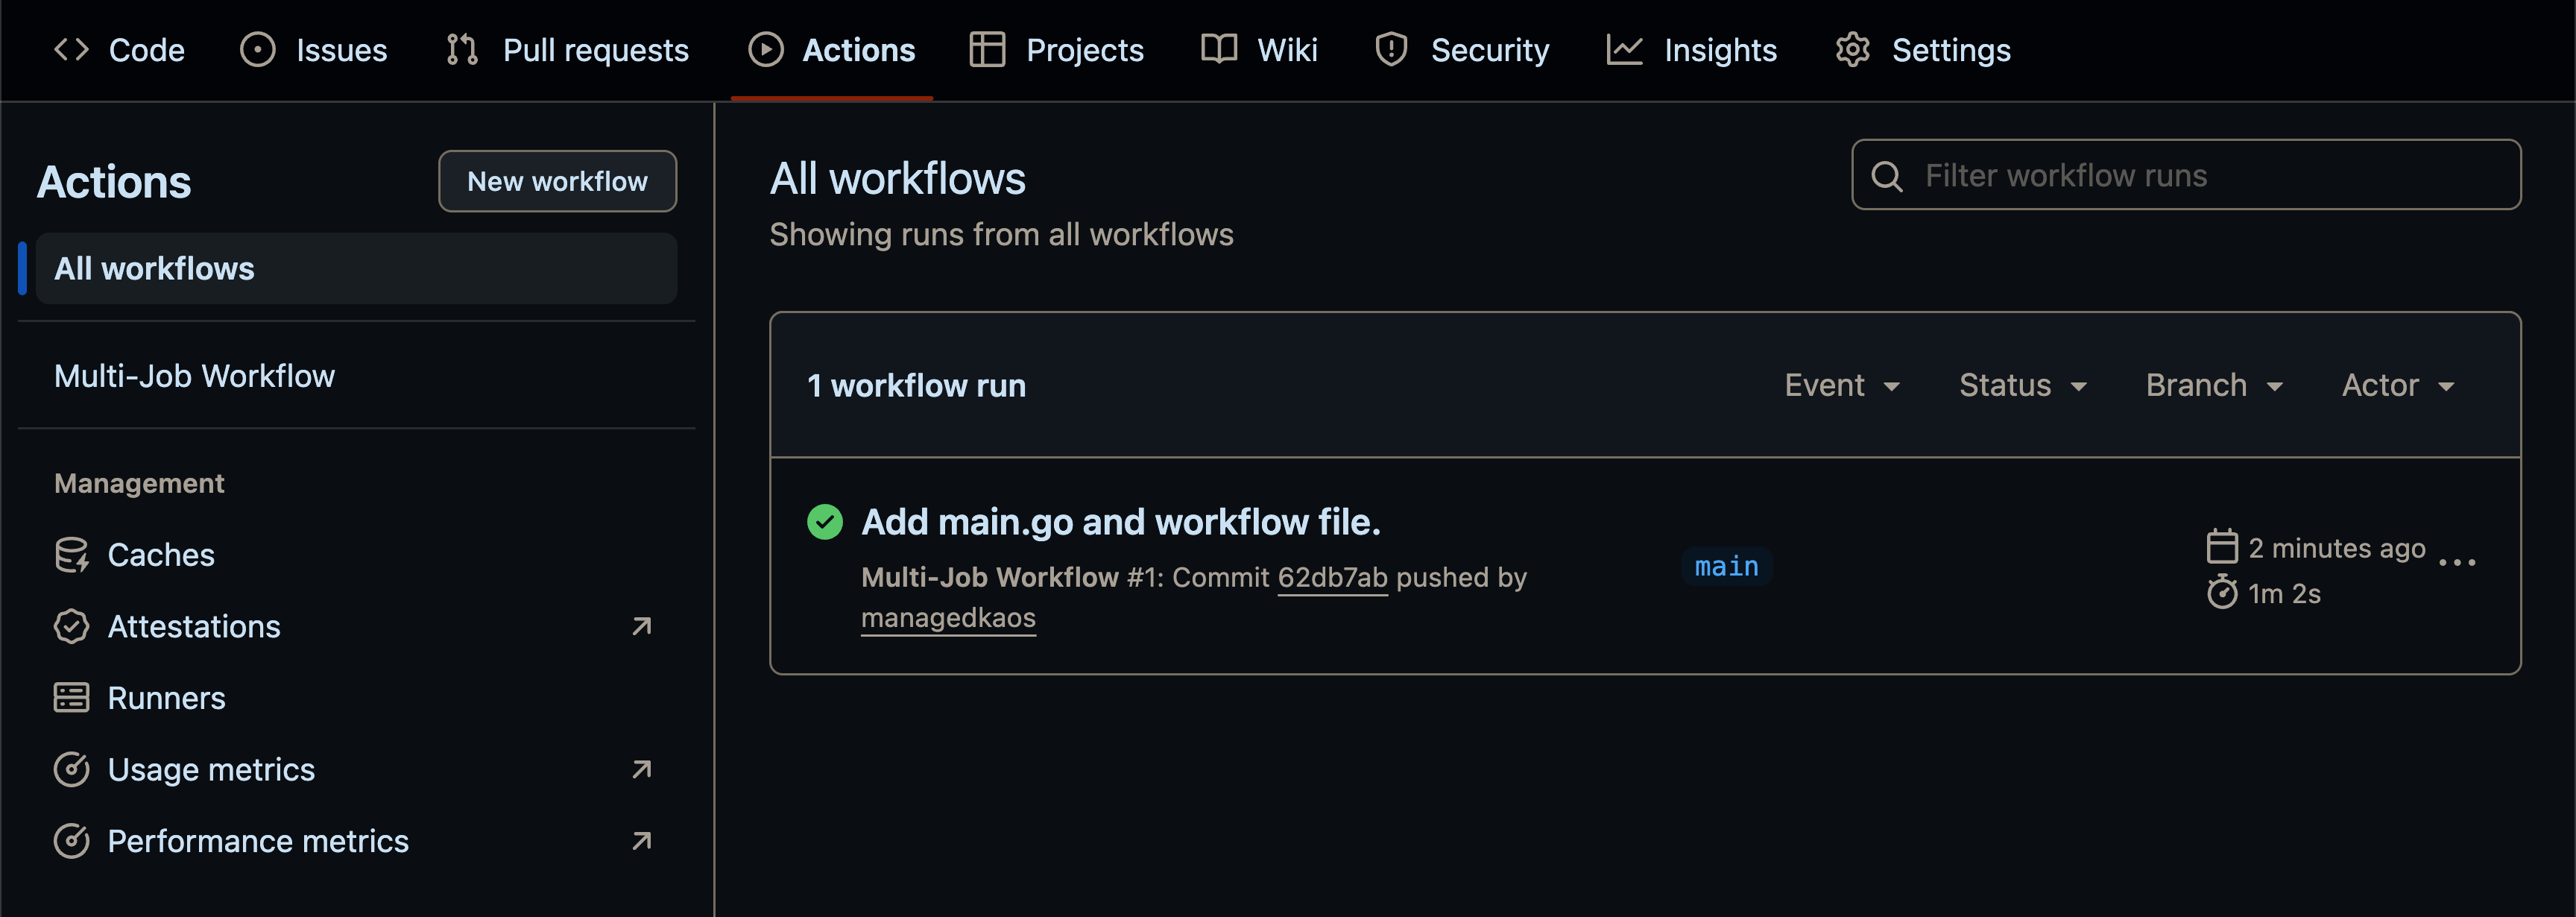 Code Issues Pull requests Actions Projects Wiki Security Insights Settings
Actions
New workflow
All workflows
Multi-Job Workflow
Management
Caches
Attestations
Runners
Usage metrics
Performance metrics
All workflows
Showing runs from all workflows
Filter workflow runs
1 workflow run
Event Status Branch Actor
Add main.go and workflow file.
Multi-Job Workflow #1: Commit 62db7ab pushed by
managedkaos
main
2 minutes ago
1m 2s